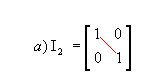 a) I₂ = [1 0
0 1]